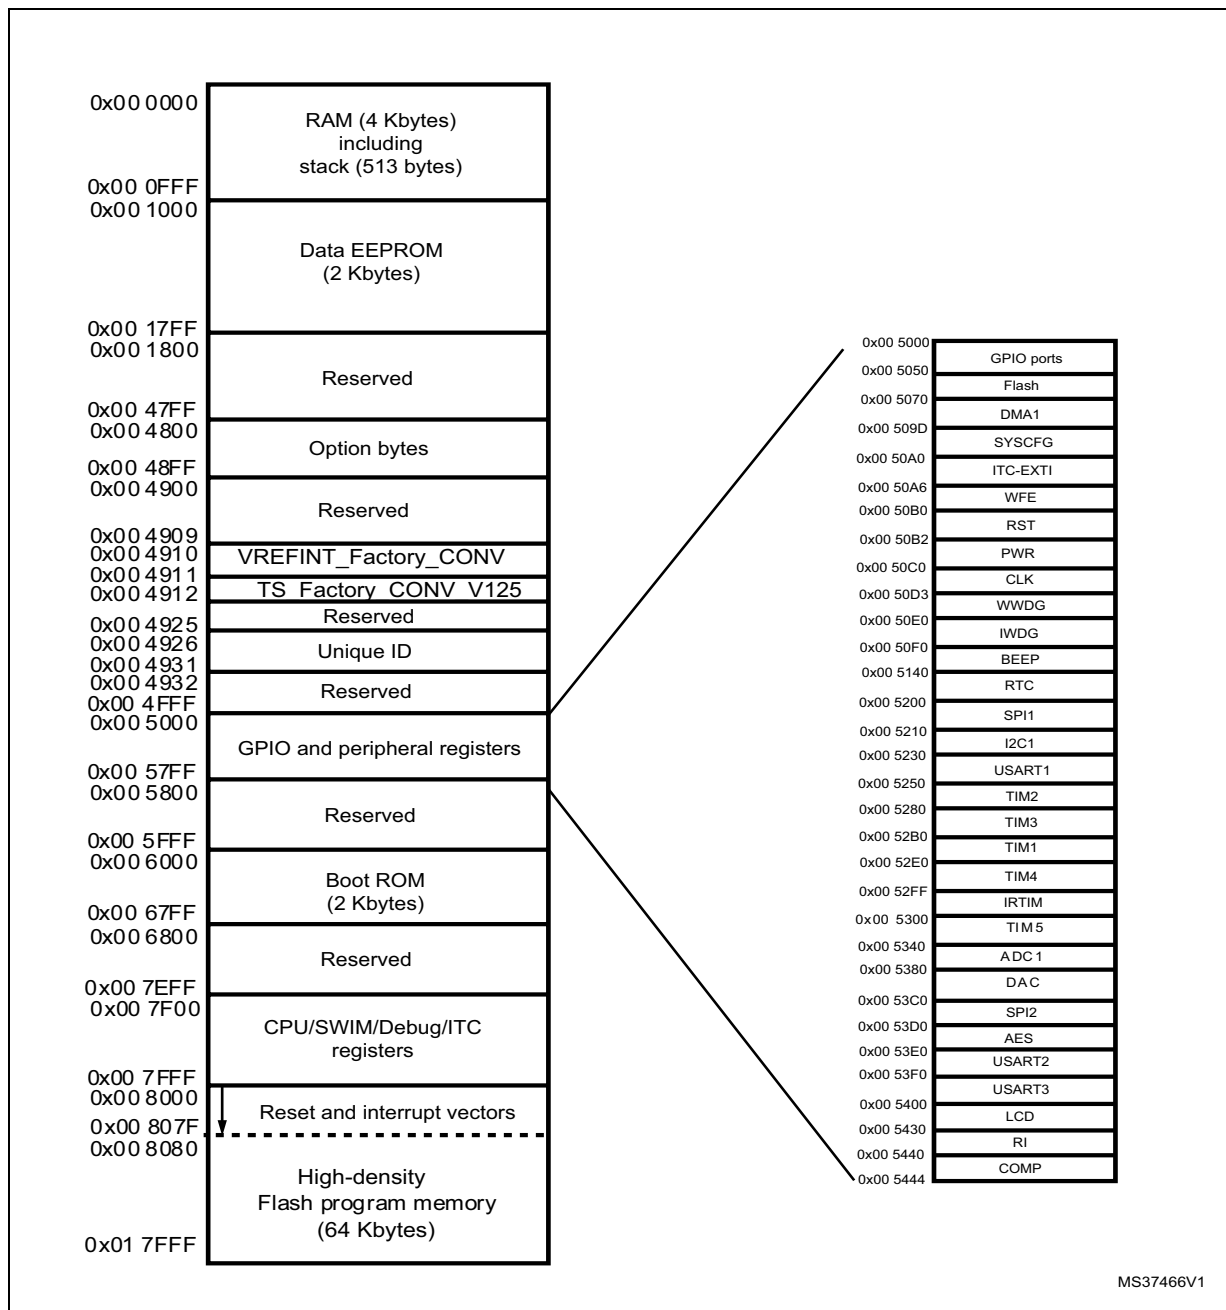 0x00 0000
RAM (4 Kbytes)
including
stack (513 bytes)
0x00 0FFF
0x00 1000
Data EEPROM
(2 Kbytes)
0x00 17FF
0x00 1800
Reserved
0x00 47FF
0x00 4800
Option bytes
0x00 48FF
0x00 4900
Reserved
0x00 4909
0x00 4910
VREFINT_Factory_CONV
0x00 4911
0x00 4912
TS_Factory_CONV_V125
Reserved
0x00 4925
0x00 4926
Unique ID
0x00 4931
0x00 4932
Reserved
0x00 4FFF
0x00 5000
GPIO and peripheral registers
0x00 57FF
0x00 5800
Reserved
0x00 5FFF
0x00 6000
Boot ROM
(2 Kbytes)
0x00 67FF
0x00 6800
Reserved
0x00 7EFF
0x00 7F00
CPU/SWIM/Debug/ITC
registers
0x00 7FFF
0x00 8000
Reset and interrupt vectors
0x00 807F
0x00 8080
High-density
Flash program memory
(64 Kbytes)
0x01 7FFF
0x00 5000
GPIO ports
0x00 5050
Flash
0x00 5070
DMA1
0x00 509D
SYSCFG
0x00 50A0
ITC-EXTI
0x00 50A6
WFE
0x00 50B0
RST
0x00 50B2
PWR
0x00 50C0
CLK
0x00 50D3
WWDG
0x00 50E0
IWDG
0x00 50F0
BEEP
0x00 5140
RTC
0x00 5200
SPI1
0x00 5210
I2C1
0x00 5230
USART1
0x00 5250
TIM2
0x00 5280
TIM3
0x00 52B0
TIM1
0x00 52E0
TIM4
0x00 52FF
IRTIM
0x00 5300
TIM5
0x00 5340
ADC1
0x00 5380
DAC
0x00 53C0
SPI2
0x00 53D0
AES
0x00 53E0
USART2
0x00 53F0
USART3
0x00 5400
LCD
0x00 5430
RI
0x00 5440
COMP
0x00 5444
MS37466V1